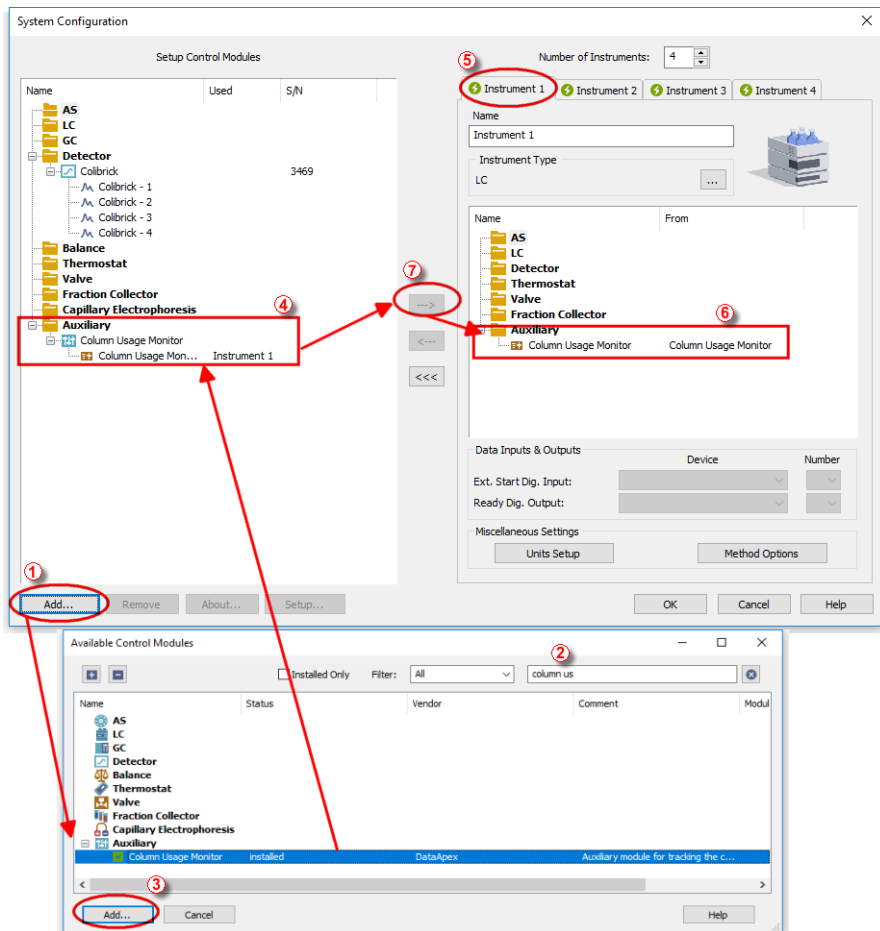 System Configuration
Setup Control Modules
Number of Instruments: 4
5
Name Used S/N
AS
LC
GC
Detector
Colibrick 3469
Colibrick - 1
Colibrick - 2
Colibrick - 3
Colibrick - 4
Balance
Thermostat
Valve
Fraction Collector
Capillary Electrophoresis
4
Auxiliary
Column Usage Monitor
Column Usage Mon... Instrument 1
7
--->
<---
<<<
Instrument 1 Instrument 2 Instrument 3 Instrument 4
Name
Instrument 1
Instrument Type
LC ...
Name From
AS
LC
Detector
Thermostat
Valve
Fraction Collector
6
Auxiliary
Column Usage Monitor Column Usage Monitor
Data Inputs & Outputs
Device Number
Ext. Start Dig. Input:
Ready Dig. Output:
Miscellaneous Settings
Units Setup Method Options
1
Add... Remove About... Setup... OK Cancel Help
Available Control Modules
2
Installed Only Filter: All column us
Name Status Vendor Comment Modul
AS
LC
GC
Detector
Balance
Thermostat
Valve
Fraction Collector
Capillary Electrophoresis
Auxiliary
Column Usage Monitor installed DataApex Auxiliary module for tracking the c...
3
Add... Cancel Help